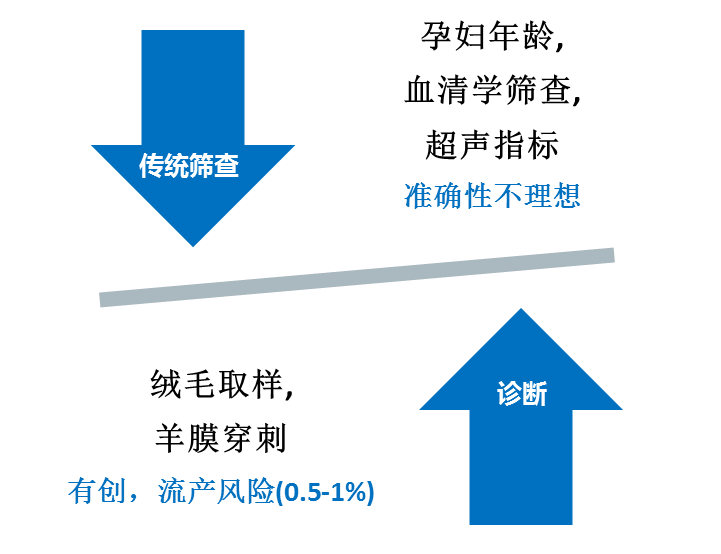 孕妇年龄,
血清学筛查,
超声指标
准确性不理想
传统筛查
绒毛取样,
羊膜穿刺
有创，流产风险(0.5-1%)
诊断